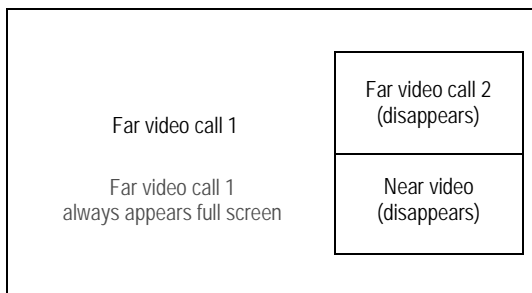 Far video call 1
Far video call 1
always appears full screen
Far video call 2
(disappears)
Near video
(disappears)